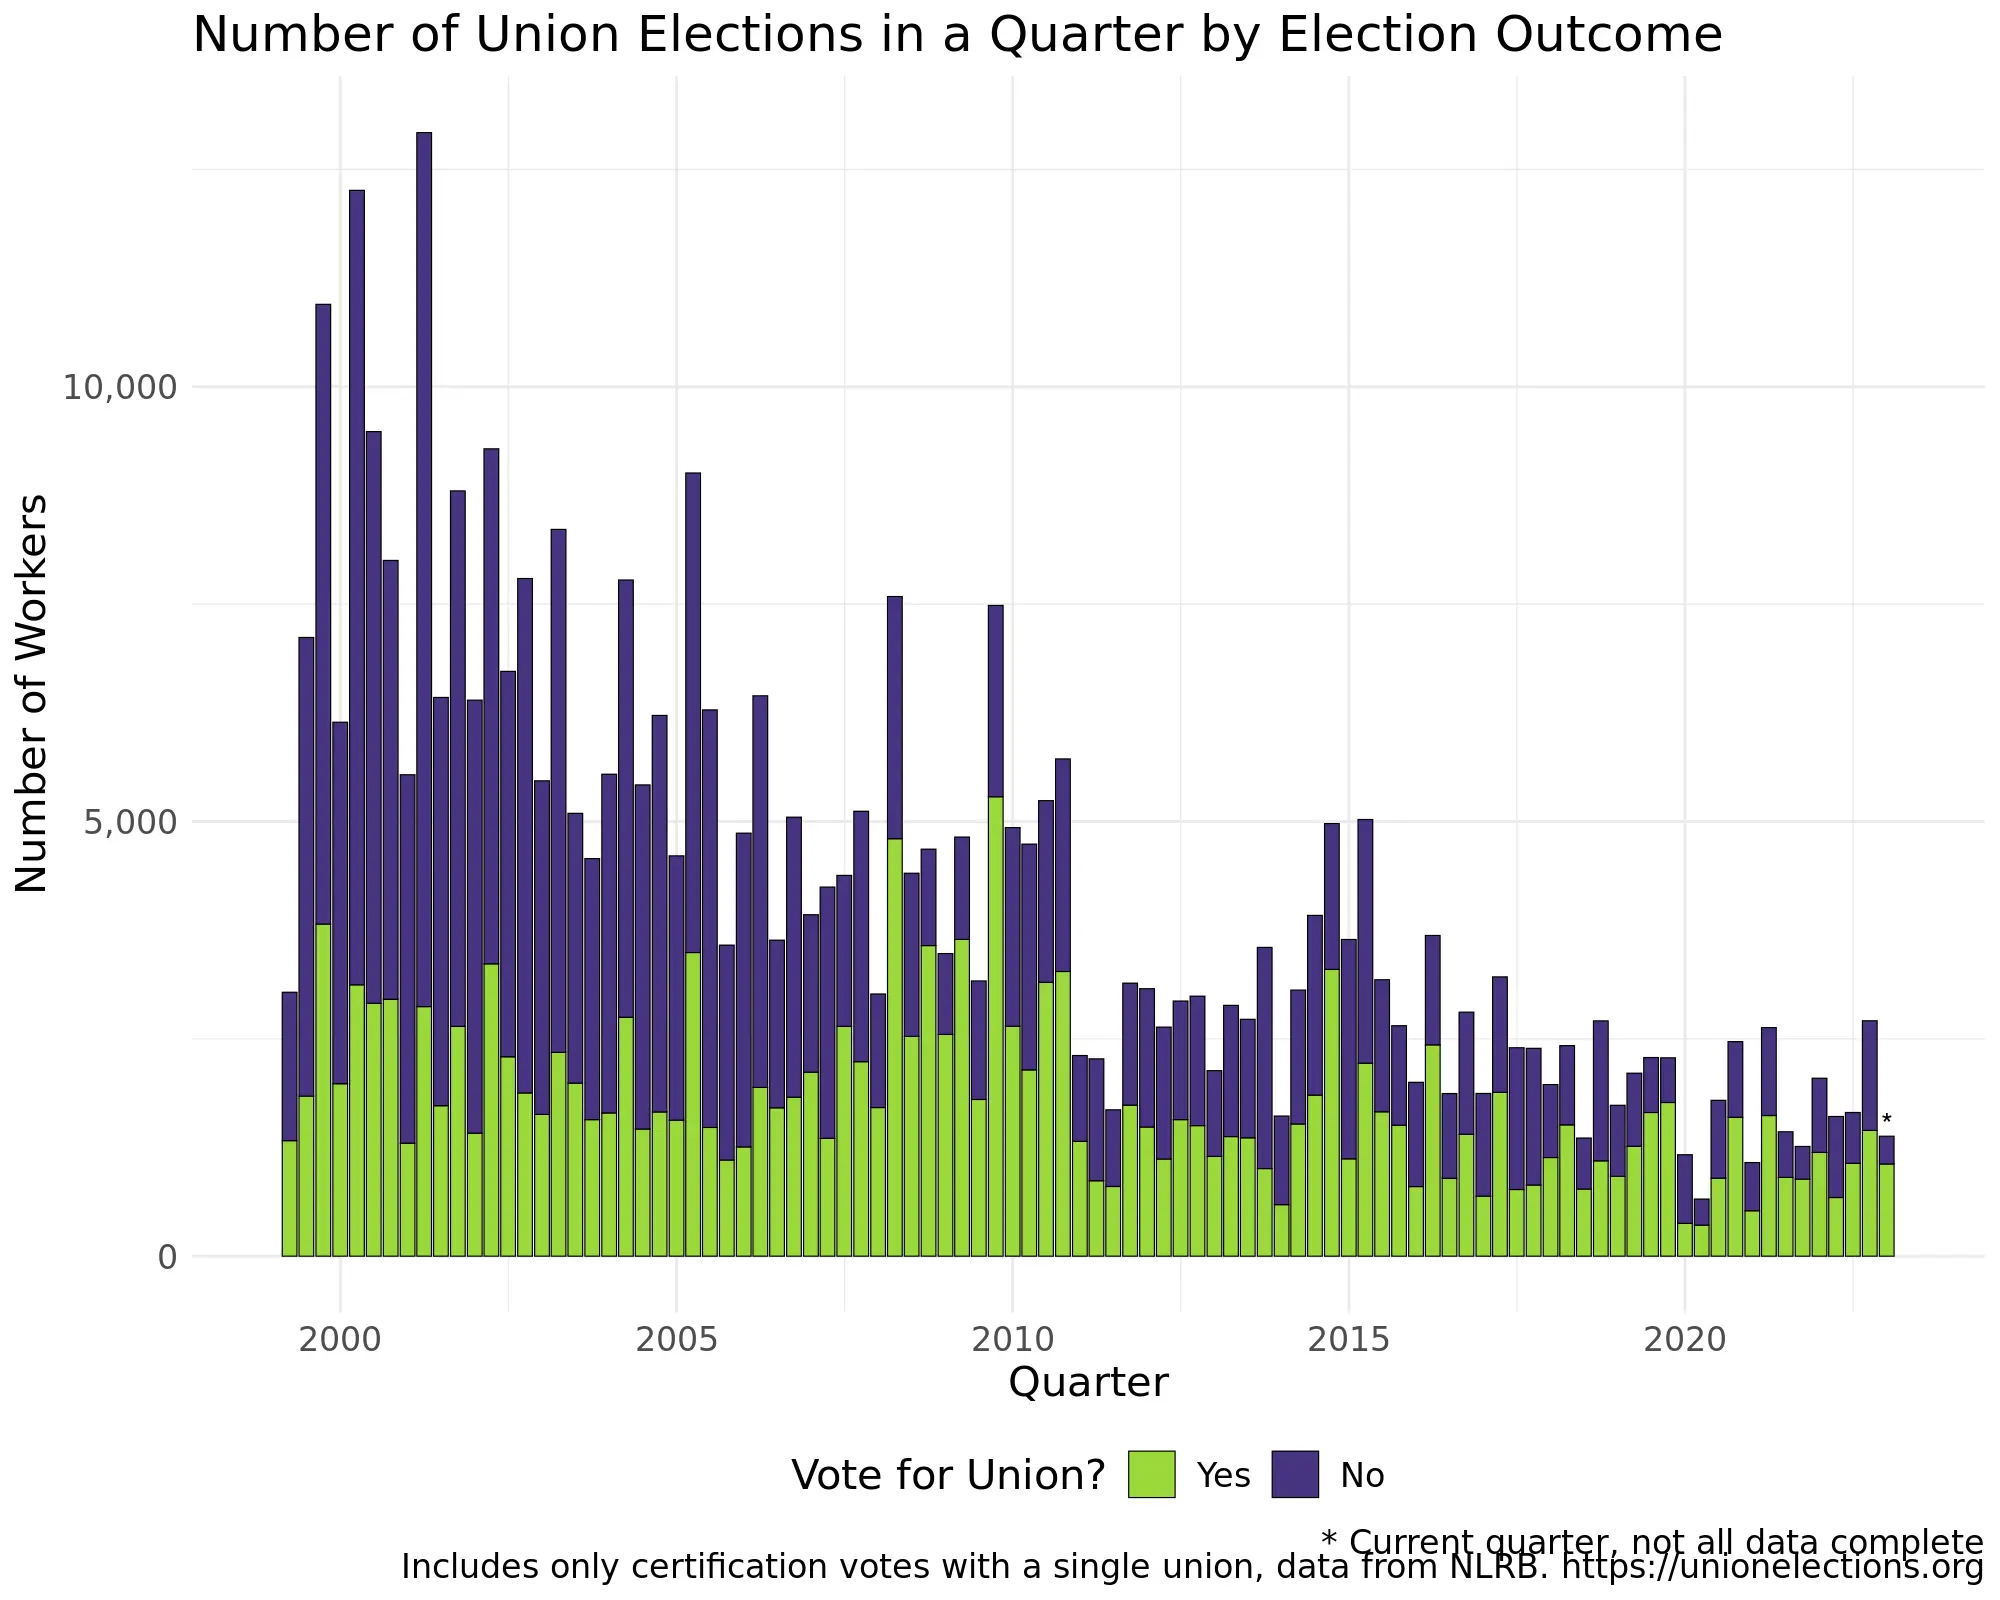 Number of Union Elections in a Quarter by Election Outcome
Number of Workers
10,000
5,000
0
*
2000 2005 2010 2015 2020
Quarter
Vote for Union? Yes No
* Current quarter, not all data complete
Includes only certification votes with a single union, data from NLRB. https://unionelections.org